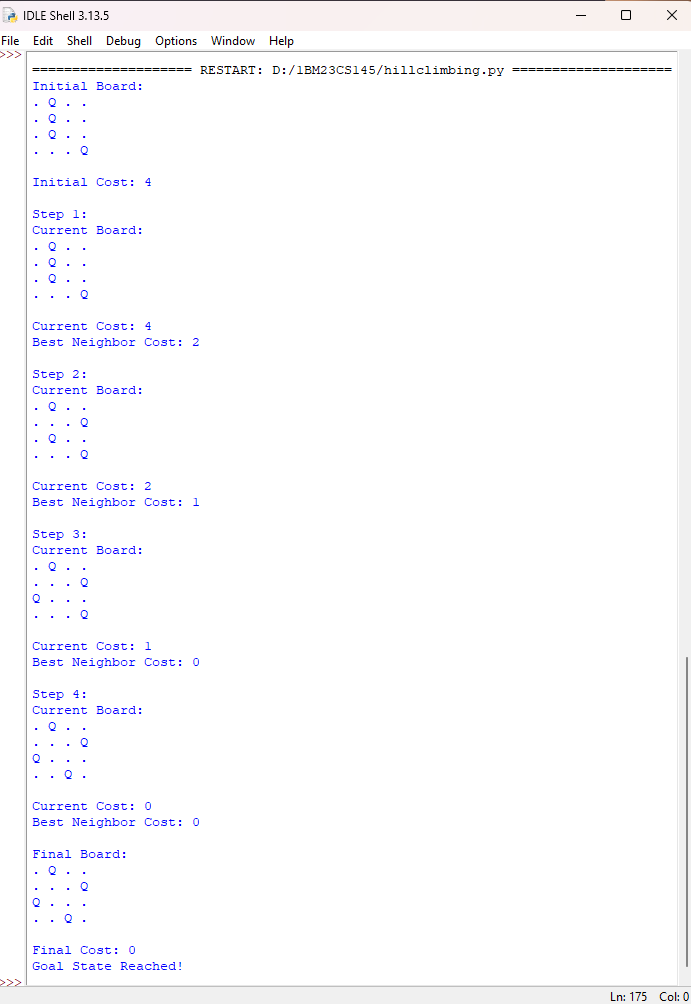 IDLE Shell 3.13.5
File Edit Shell Debug Options Window Help
>>>
==================== RESTART: D:/1BM23CS145/hillclimbing.py ====================
Initial Board:
. Q . .
. Q . .
. Q . .
. . . Q
Initial Cost: 4
Step 1:
Current Board:
. Q . .
. Q . .
. Q . .
. . . Q
Current Cost: 4
Best Neighbor Cost: 2
Step 2:
Current Board:
. Q . .
. . . Q
. Q . .
. . . Q
Current Cost: 2
Best Neighbor Cost: 1
Step 3:
Current Board:
. Q . .
. . . Q
Q . . .
. . . Q
Current Cost: 1
Best Neighbor Cost: 0
Step 4:
Current Board:
. Q . .
. . . Q
Q . . .
. . Q .
Current Cost: 0
Best Neighbor Cost: 0
Final Board:
. Q . .
. . . Q
Q . . .
. . Q .
Final Cost: 0
Goal State Reached!
>>>
Ln: 175 Col: 0